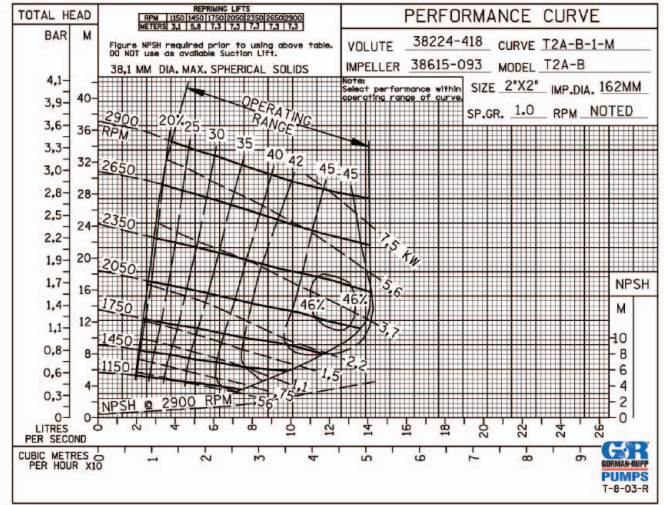 TOTAL HEAD
BAR M
REPRIMING LIFTS
RPM 1150 1450 1750 2050 2350 2650 2900
METERS 3,1 5,8 7,3 7,3 7,3 7,3 7,3
Figure NPSH required prior to using above table.
DO NOT use as available Suction Lift.
38,1 MM DIA. MAX. SPHERICAL SOLIDS
PERFORMANCE CURVE
VOLUTE 38224-418 CURVE T2A-B-1-M
IMPELLER 38615-093 MODEL T2A-B
Note:
Select performance within
operating range of curve.
SIZE 2"X2" IMP.DIA. 162MM
SP.GR. 1.0 RPM NOTED
OPERATING
RANGE
4,1
3,9
3,6
3,3
3,0
2,8
2,5
2,2
1,9
1,7
1,4
1,1
0,8
0,6
0,3
0
40
36
32
28
24
20
16
12
8
4
0
2900
RPM
2650
2350
2050
1750
1450
1150
20% 25 30 35 40 42 45 45
46% 46%
7,5 KW
5,6
3,7
2,2
1,5
1,1
,75
,56
NPSH @ 2900 RPM
NPSH
M
10
8
6
4
2
0
LITRES
PER SECOND
0 2 4 6 8 10 12 14 16 18 20 22 24 26
CUBIC METRES
PER HOUR X10
0 1 2 3 4 5 6 7 8 9
GR
GORMAN-RUPP
PUMPS
T-8-03-R